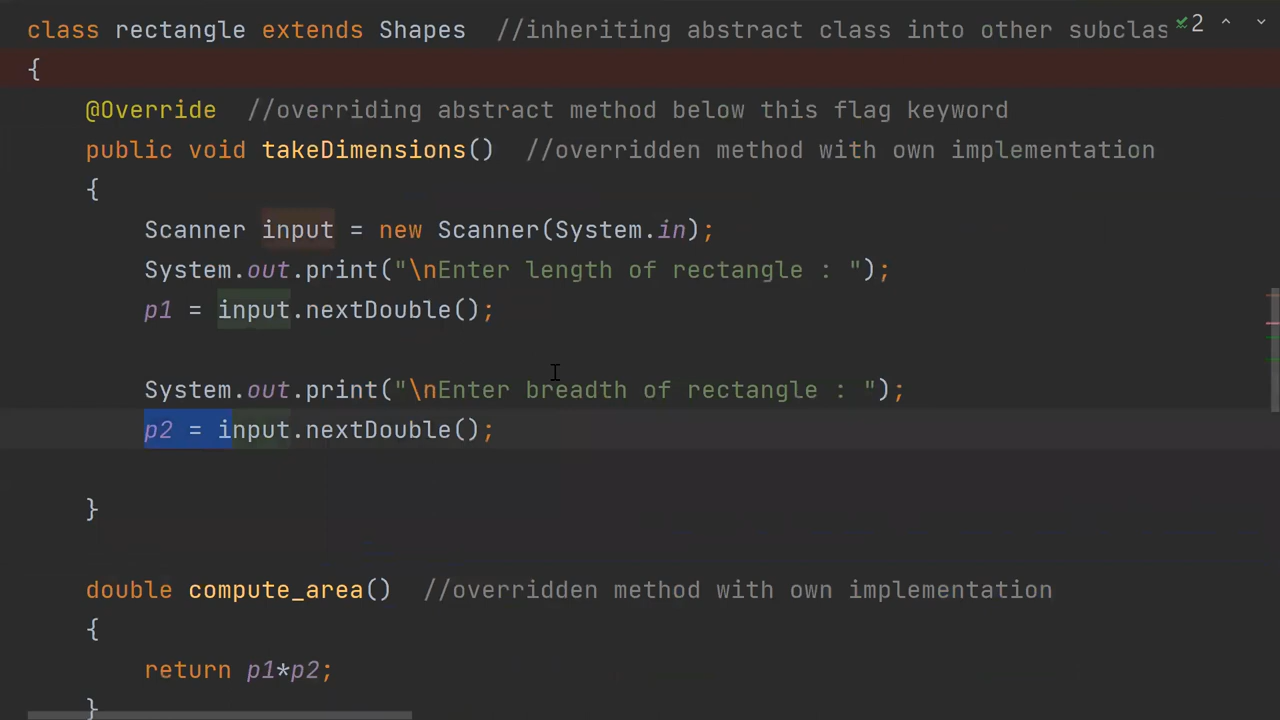 class rectangle extends Shapes  //inheriting abstract class into other subclas
2
{
    @Override  //overriding abstract method below this flag keyword
    public void takeDimensions()  //overridden method with own implementation
    {
        Scanner input = new Scanner(System.in);
        System.out.print("\nEnter length of rectangle : ");
        p1 = input.nextDouble();

        System.out.print("\nEnter breadth of rectangle : ");
        p2 = input.nextDouble();

    }

    double compute_area()  //overridden method with own implementation
    {
        return p1*p2;
    }